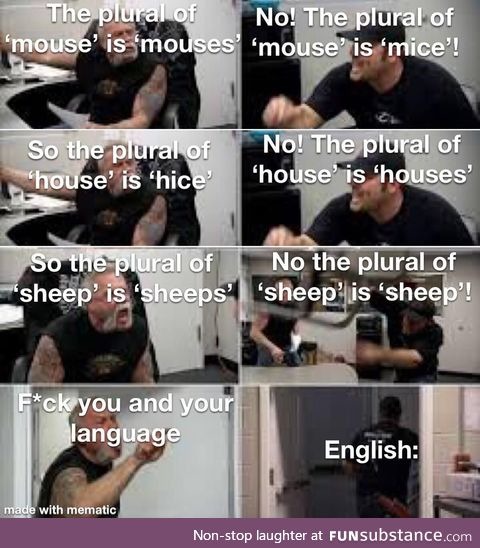 The plural of
‘mouse’ is ‘mouses’
No! The plural of
‘mouse’ is ‘mice’!
So the plural of
‘house’ is ‘hice’
No! The plural of
‘house’ is ‘houses’
So the plural of
‘sheep’ is ‘sheeps’
No the plural of
‘sheep’ is ‘sheep’!
F*ck you and your
language
English:
made with mematic
Non-stop laughter at FUNsubstance.com